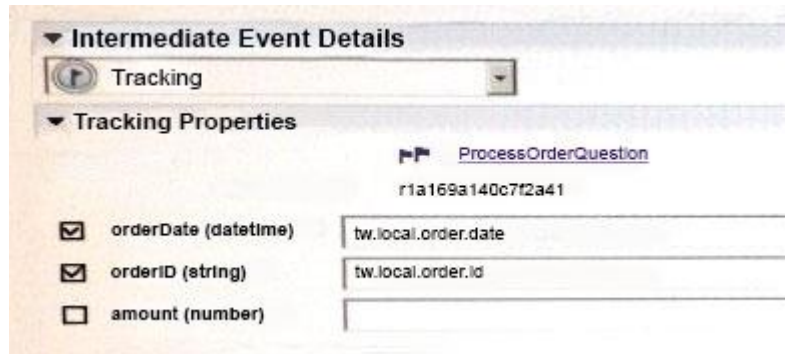 Intermediate Event Details
Tracking
Tracking Properties
ProcessOrderQuestion
r1a169a140c7f2a41
orderDate (datetime) tw.local.order.date
orderID (string) tw.local.order.id
amount (number)